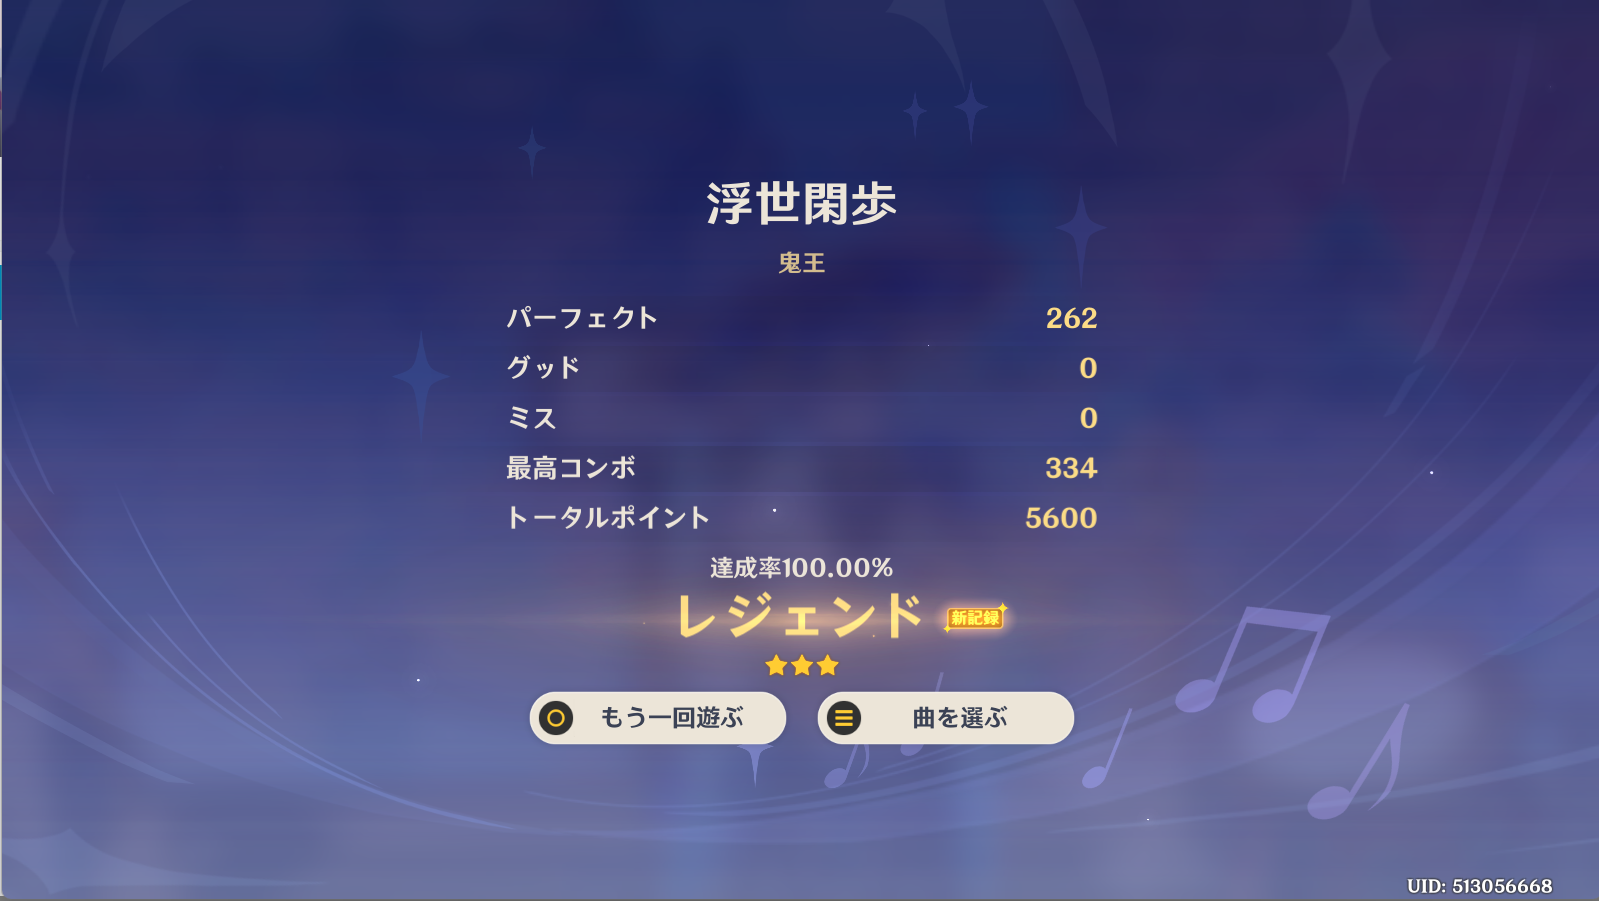 浮世閑歩
鬼王
パーフェクト 262
グッド 0
ミス 0
最高コンボ 334
トータルポイント 5600
達成率100.00%
レジェンド 新記録
もう一回遊ぶ 曲を選ぶ
UID: 513056668